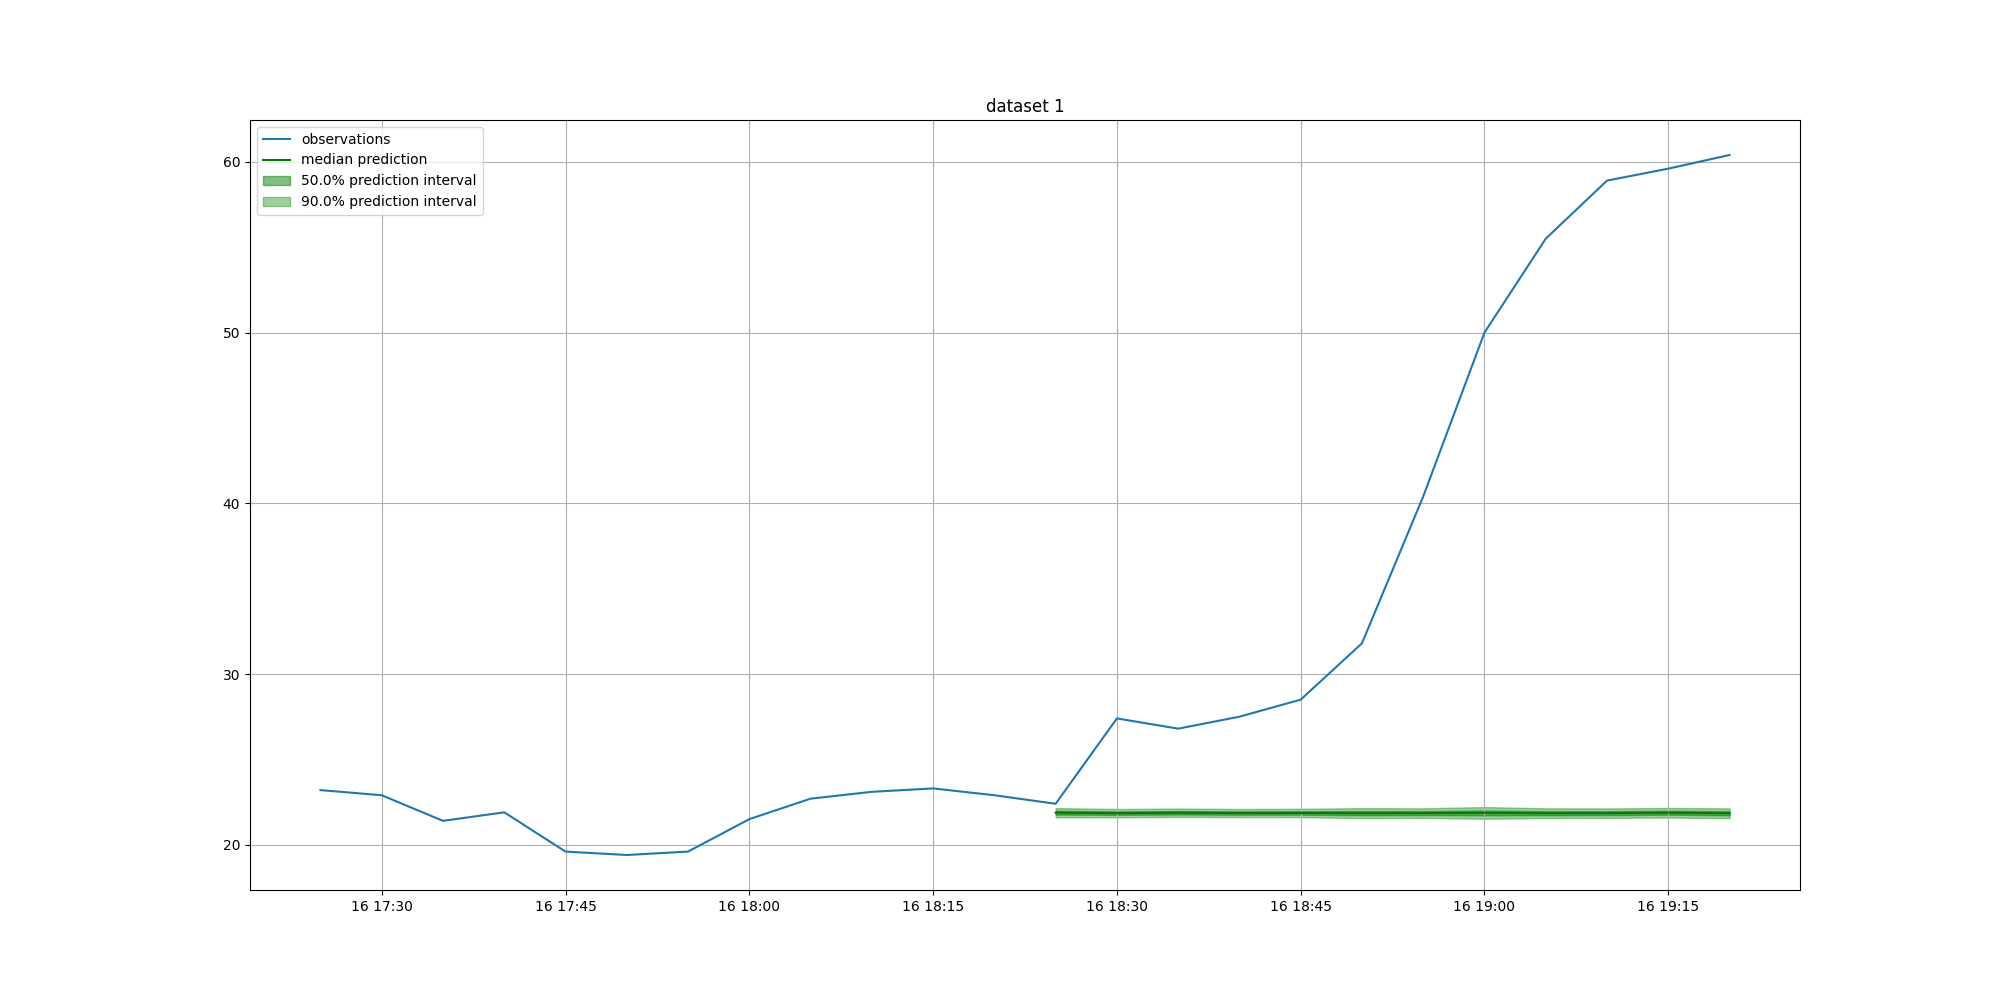 dataset 1
observations
median prediction
50.0% prediction interval
90.0% prediction interval
60
50
40
30
20
16 17:30 16 17:45 16 18:00 16 18:15 16 18:30 16 18:45 16 19:00 16 19:15